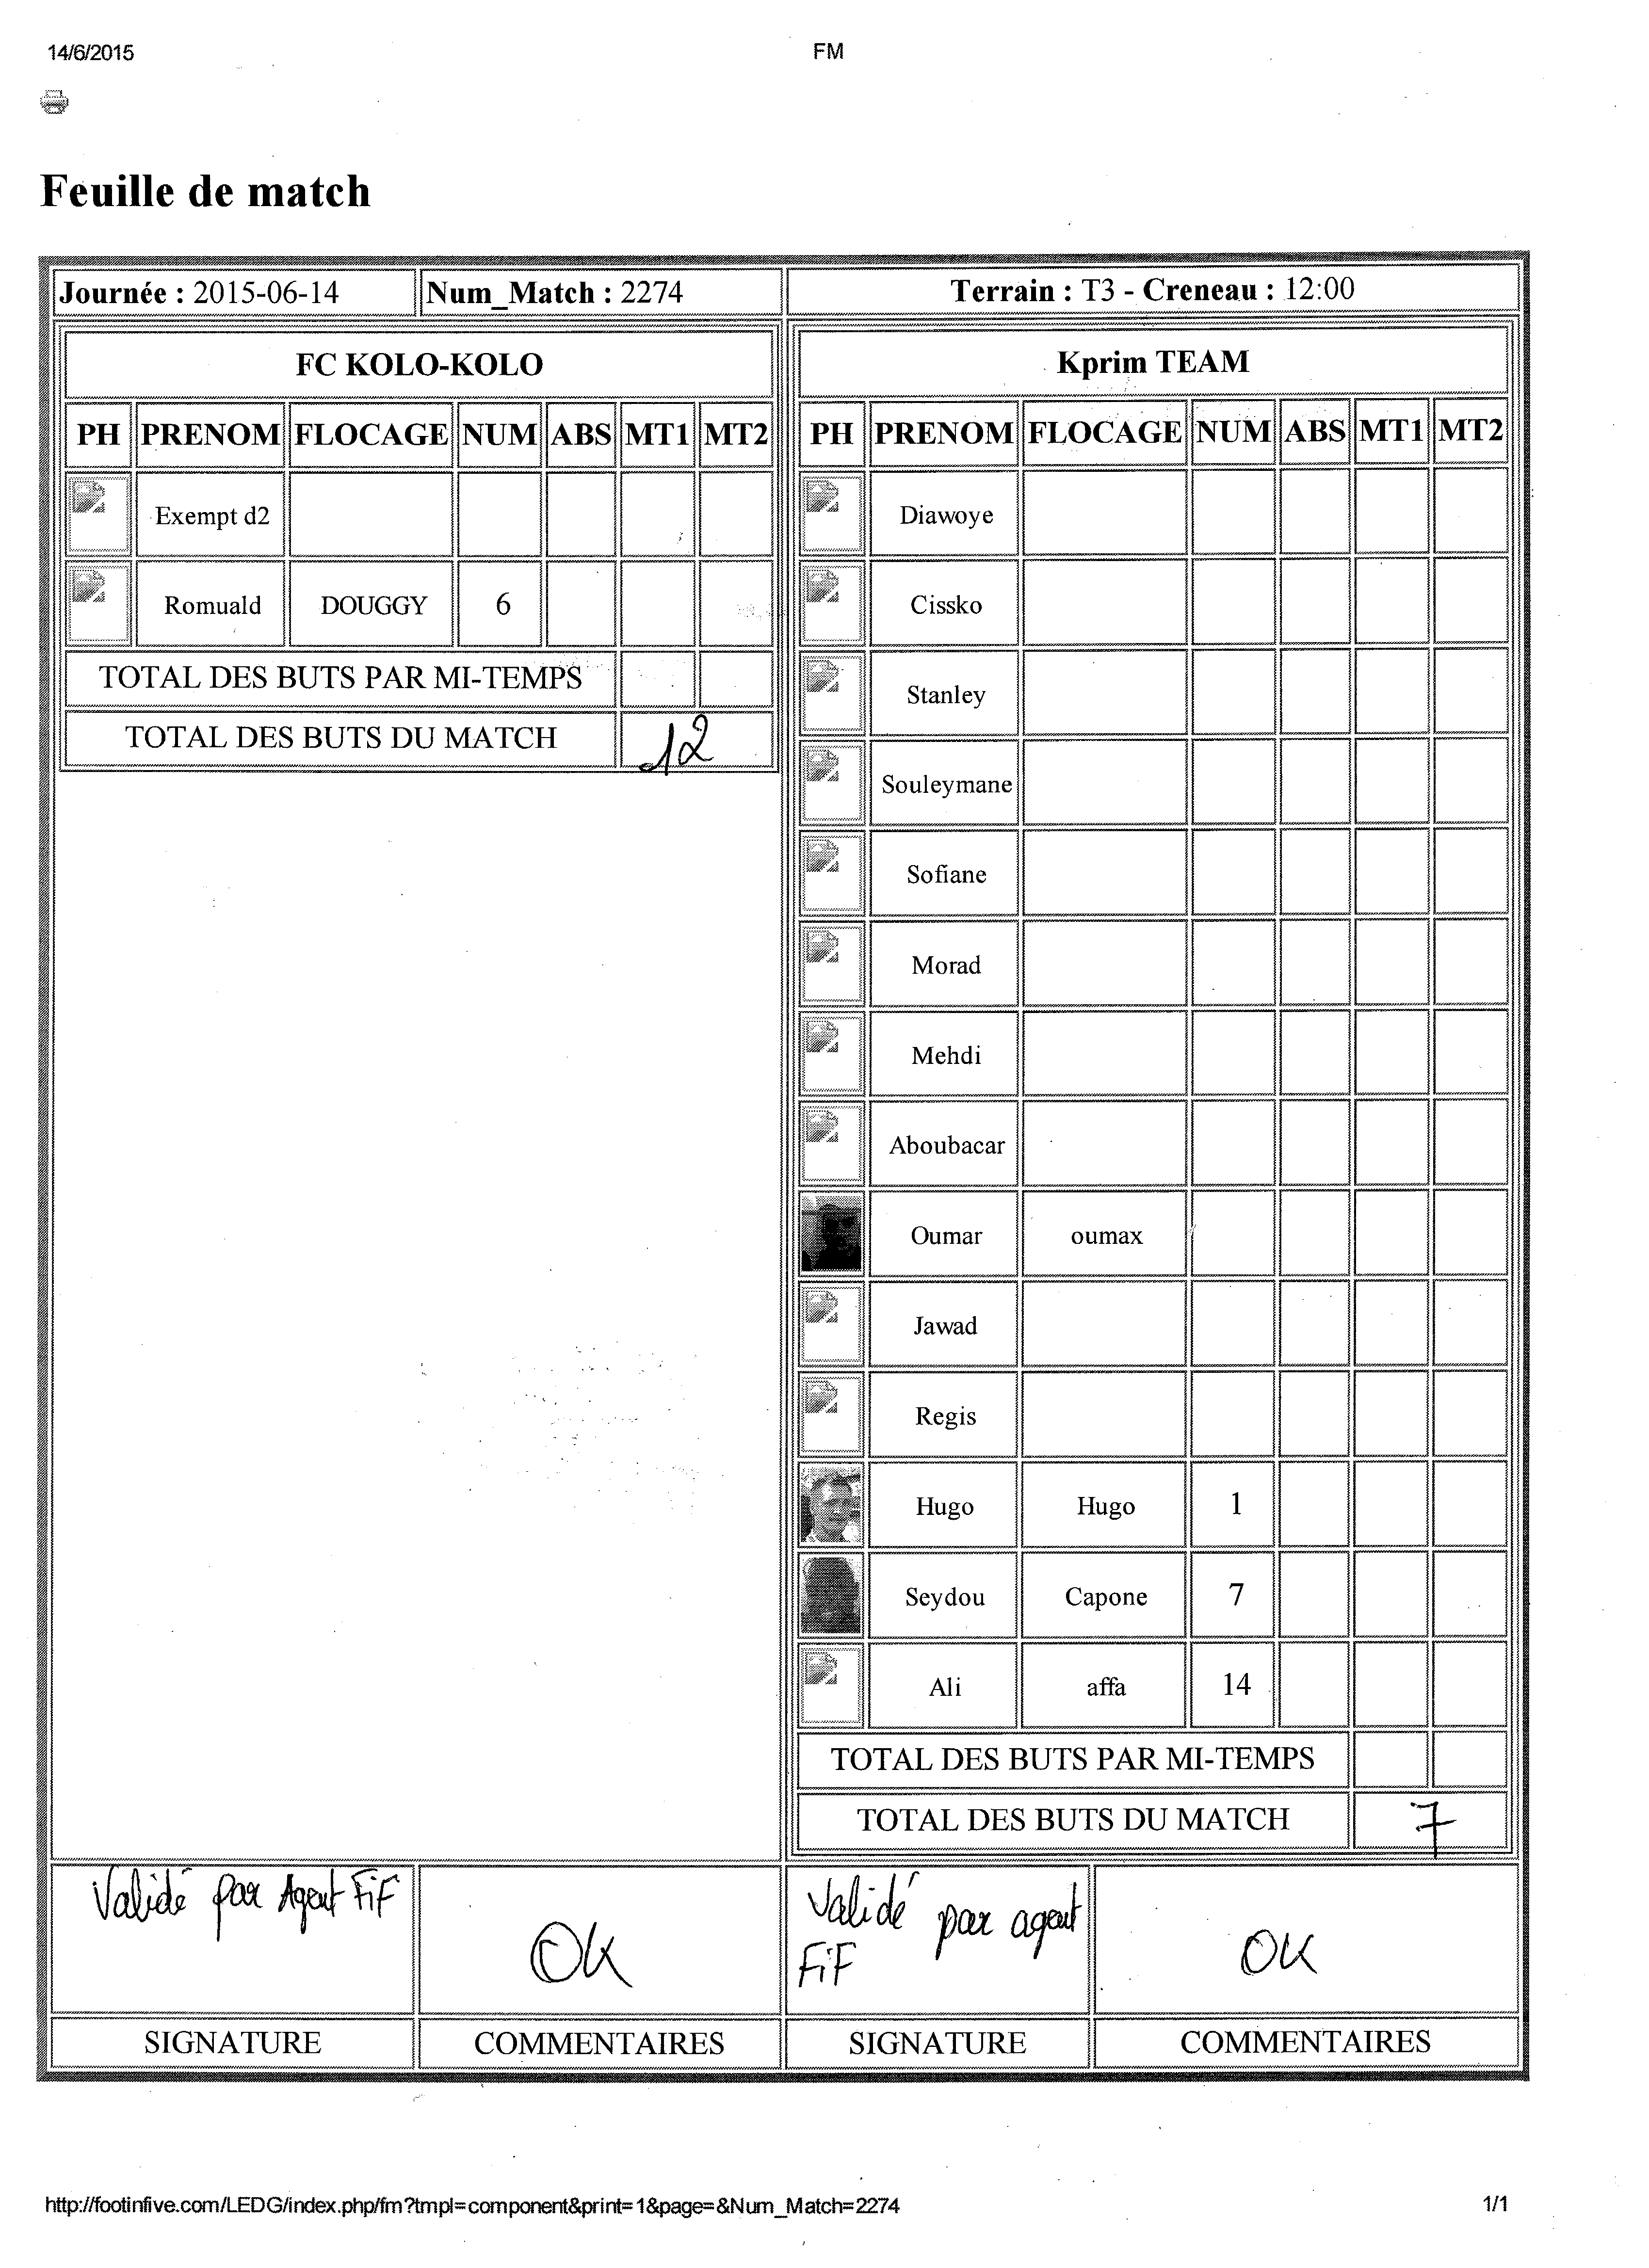 14/6/2015 FM
Feuille de match
Journée : 2015-06-14 Num_Match : 2274 Terrain : T3 - Creneau : 12:00
FC KOLO-KOLO
PH PRENOM FLOCAGE NUM ABS MT1 MT2
Exempt d2
Romuald DOUGGY 6
TOTAL DES BUTS PAR MI-TEMPS
TOTAL DES BUTS DU MATCH 12
Kprim TEAM
PH PRENOM FLOCAGE NUM ABS MT1 MT2
Diawoye
Cissko
Stanley
Souleymane
Sofiane
Morad
Mehdi
Aboubacar
Oumar oumax
Jawad
Regis
Hugo Hugo 1
Seydou Capone 7
Ali affa 14
TOTAL DES BUTS PAR MI-TEMPS
TOTAL DES BUTS DU MATCH 7
Validé par Agent FiF
OK
Validé par agent
FiF
OK
SIGNATURE COMMENTAIRES SIGNATURE COMMENTAIRES
http://footinfive.com/LEDG/index.php/fm?tmpl=component&print=1&page=&Num_Match=2274 1/1